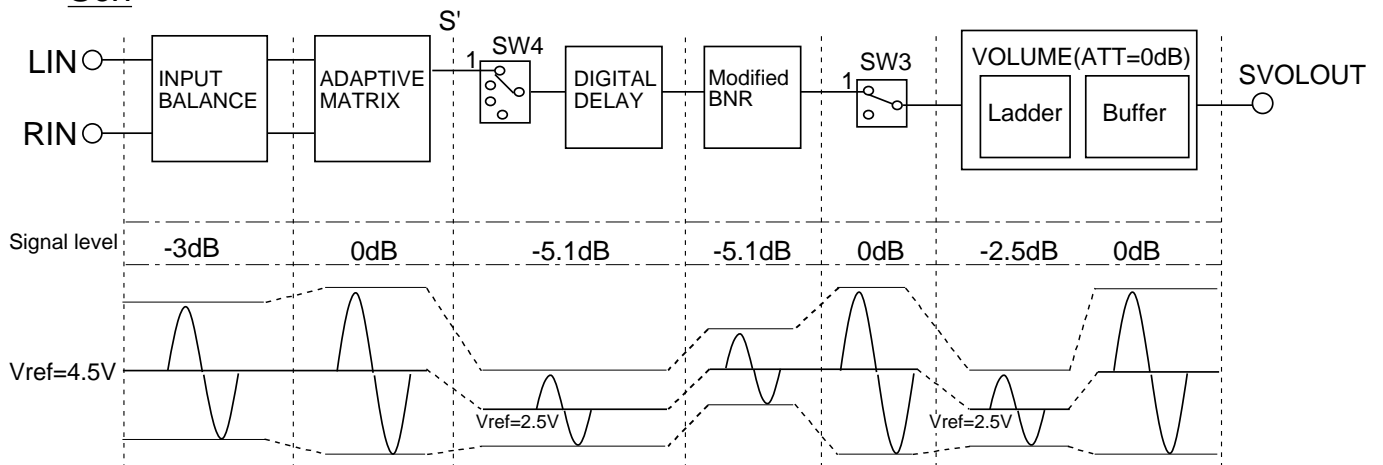 S'
LIN
RIN
INPUT
BALANCE
ADAPTIVE
MATRIX
1
SW4
DIGITAL
DELAY
Modified
BNR
1
SW3
VOLUME(ATT=0dB)
Ladder
Buffer
SVOLOUT
Signal level
-3dB
0dB
-5.1dB
-5.1dB
0dB
-2.5dB
0dB
Vref=4.5V
Vref=2.5V
Vref=2.5V